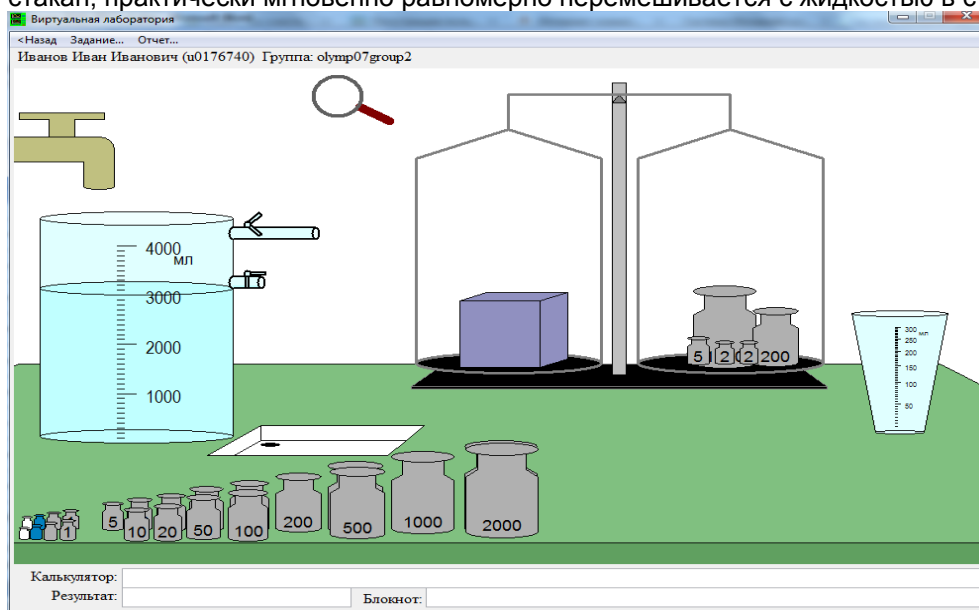 стакан, практически мгновенно равномерно перемешивается с жидкостью в с
Виртуальная лаборатория
<Назад Задание... Отчет...
Иванов Иван Иванович (u0176740) Группа: olymp07group2
4000
мл
3000
2000
1000
5 2 2 200
300 мл
250
200
150
100
50
1 5 10 20 50 100 200 500 1000 2000
Калькулятор:
Результат:
Блокнот: